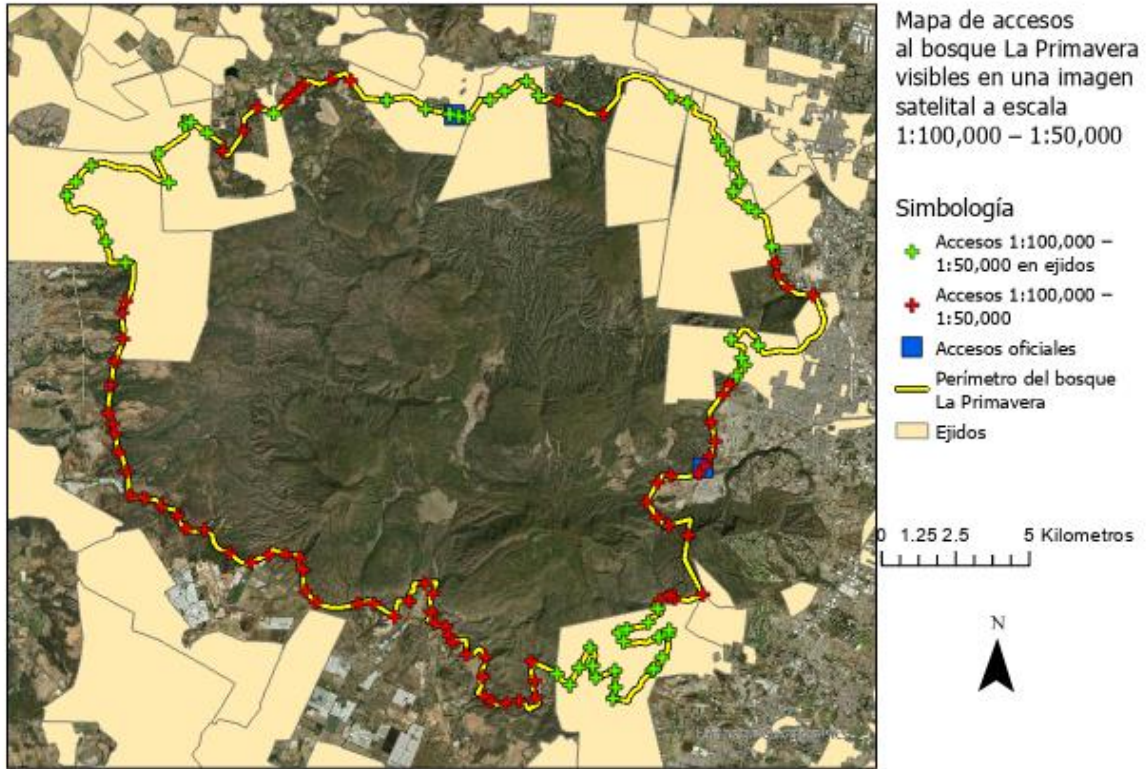 Mapa de accesos
al bosque La Primavera
visibles en una imagen
satelital a escala
1:100,000 – 1:50,000
Simbología
Accesos 1:100,000 –
1:50,000 en ejidos
Accesos 1:100,000 –
1:50,000
Accesos oficiales
Perímetro del bosque
La Primavera
Ejidos
0 1.25 2.5 5 Kilometros
N